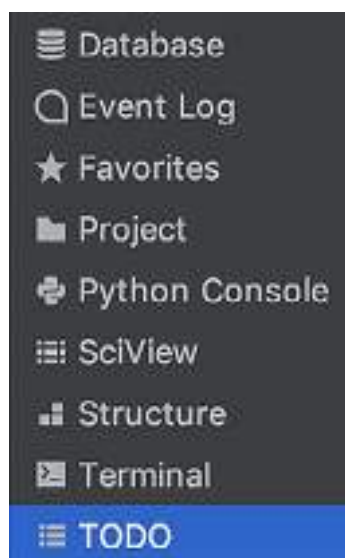 Database
Event Log
Favorites
Project
Python Console
SciView
Structure
Terminal
TODO